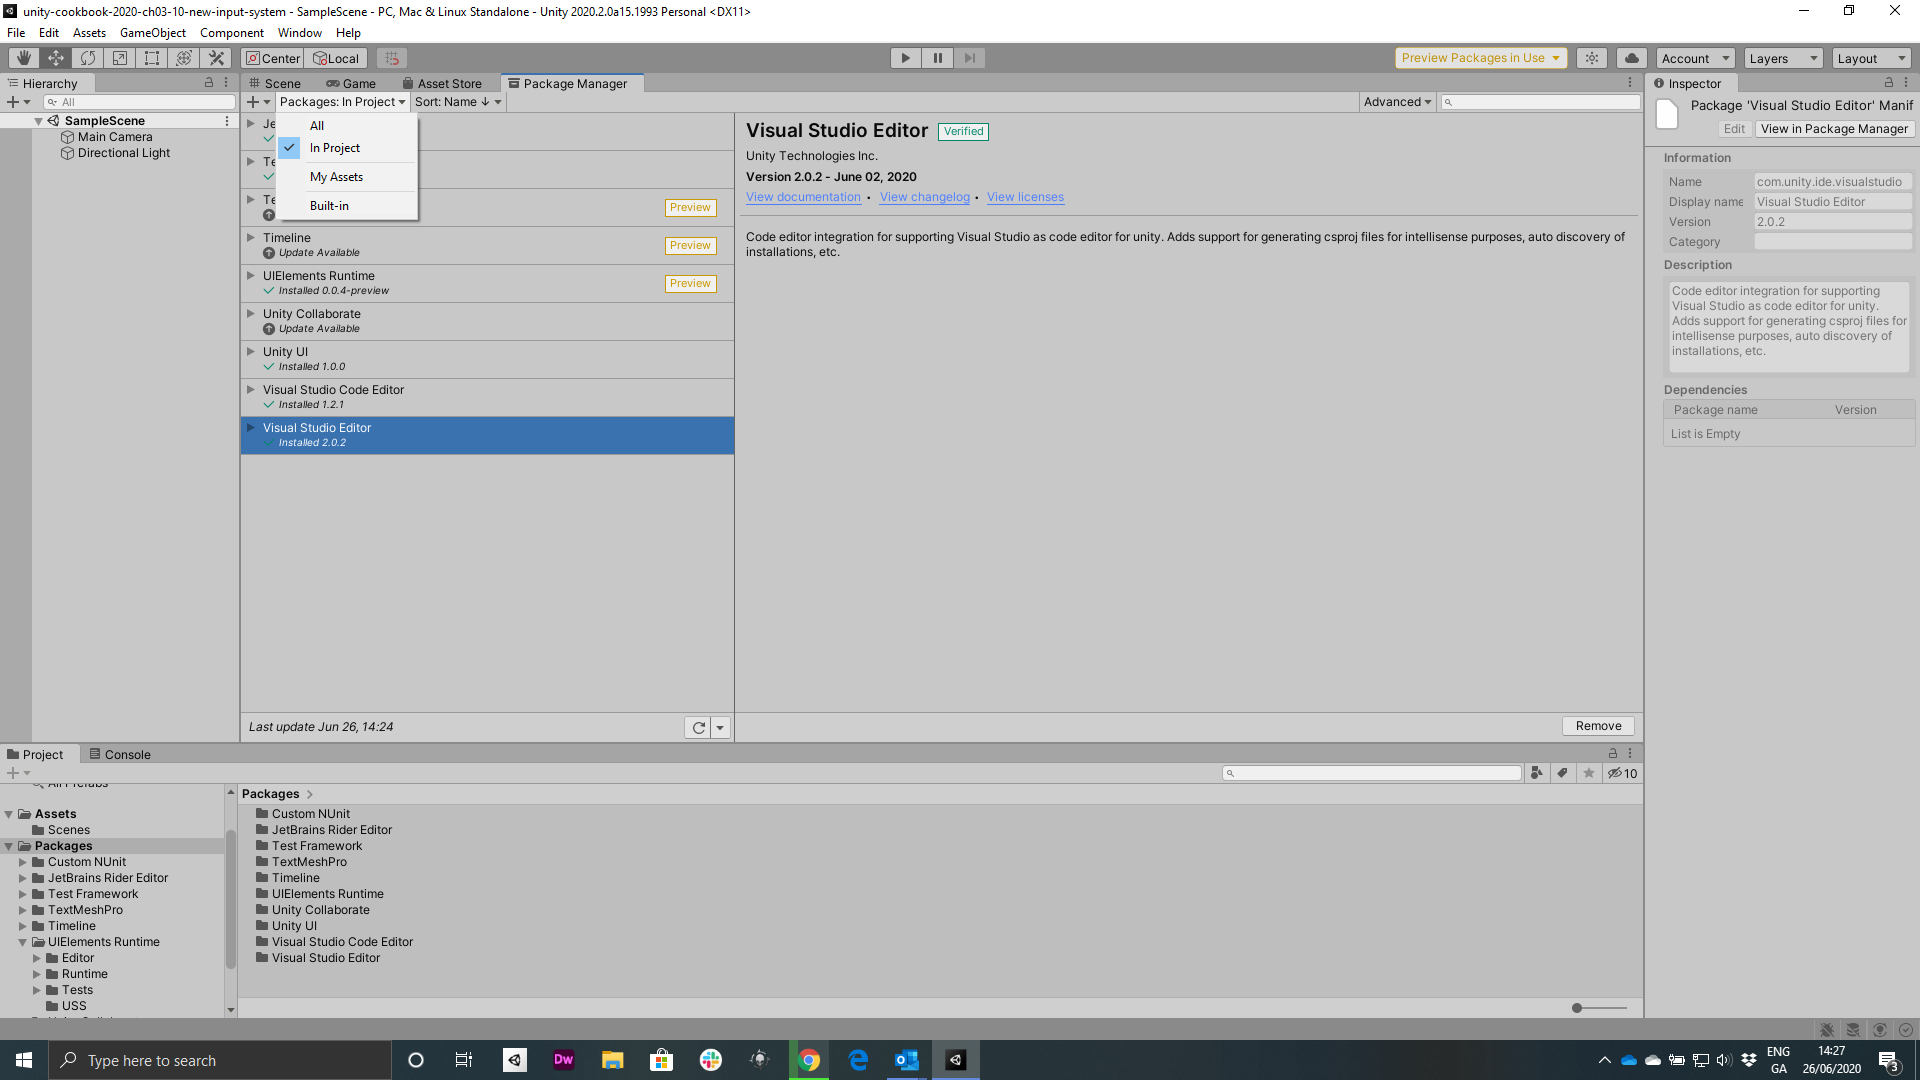 unity-cookbook-2020-ch03-10-new-input-system - SampleScene - PC, Mac & Linux Standalone - Unity 2020.2.0a15.1993 Personal <DX11>
File Edit Assets GameObject Component Window Help
Center Local Preview Packages in Use Account Layers Layout
Hierarchy
All
SampleScene
Main Camera
Directional Light
Scene Game Asset Store Package Manager
Packages: In Project Sort: Name ↓ Advanced
All
In Project
My Assets
Built-in
Je
Te
Te
Preview
Timeline
Update Available
Preview
UIElements Runtime
Installed 0.0.4-preview
Preview
Unity Collaborate
Update Available
Unity UI
Installed 1.0.0
Visual Studio Code Editor
Installed 1.2.1
Visual Studio Editor
Installed 2.0.2
Last update Jun 26, 14:24
Visual Studio Editor Verified
Unity Technologies Inc.
Version 2.0.2 - June 02, 2020
View documentation • View changelog • View licenses
Code editor integration for supporting Visual Studio as code editor for unity. Adds support for generating csproj files for intellisense purposes, auto discovery of
installations, etc.
Remove
Inspector
Package 'Visual Studio Editor' Manif
Edit View in Package Manager
Information
Name com.unity.ide.visualstudio
Display name Visual Studio Editor
Version 2.0.2
Category
Description
Code editor integration for supporting
Visual Studio as code editor for unity.
Adds support for generating csproj files for
intellisense purposes, auto discovery of
installations, etc.
Dependencies
Package name Version
List is Empty
Project Console
10
All Prefabs
Assets
Scenes
Packages
Custom NUnit
JetBrains Rider Editor
Test Framework
TextMeshPro
Timeline
UIElements Runtime
Editor
Runtime
Tests
USS
Packages
Custom NUnit
JetBrains Rider Editor
Test Framework
TextMeshPro
Timeline
UIElements Runtime
Unity Collaborate
Unity UI
Visual Studio Code Editor
Visual Studio Editor
Type here to search
Dw
ENG
GA
14:27
26/06/2020
3